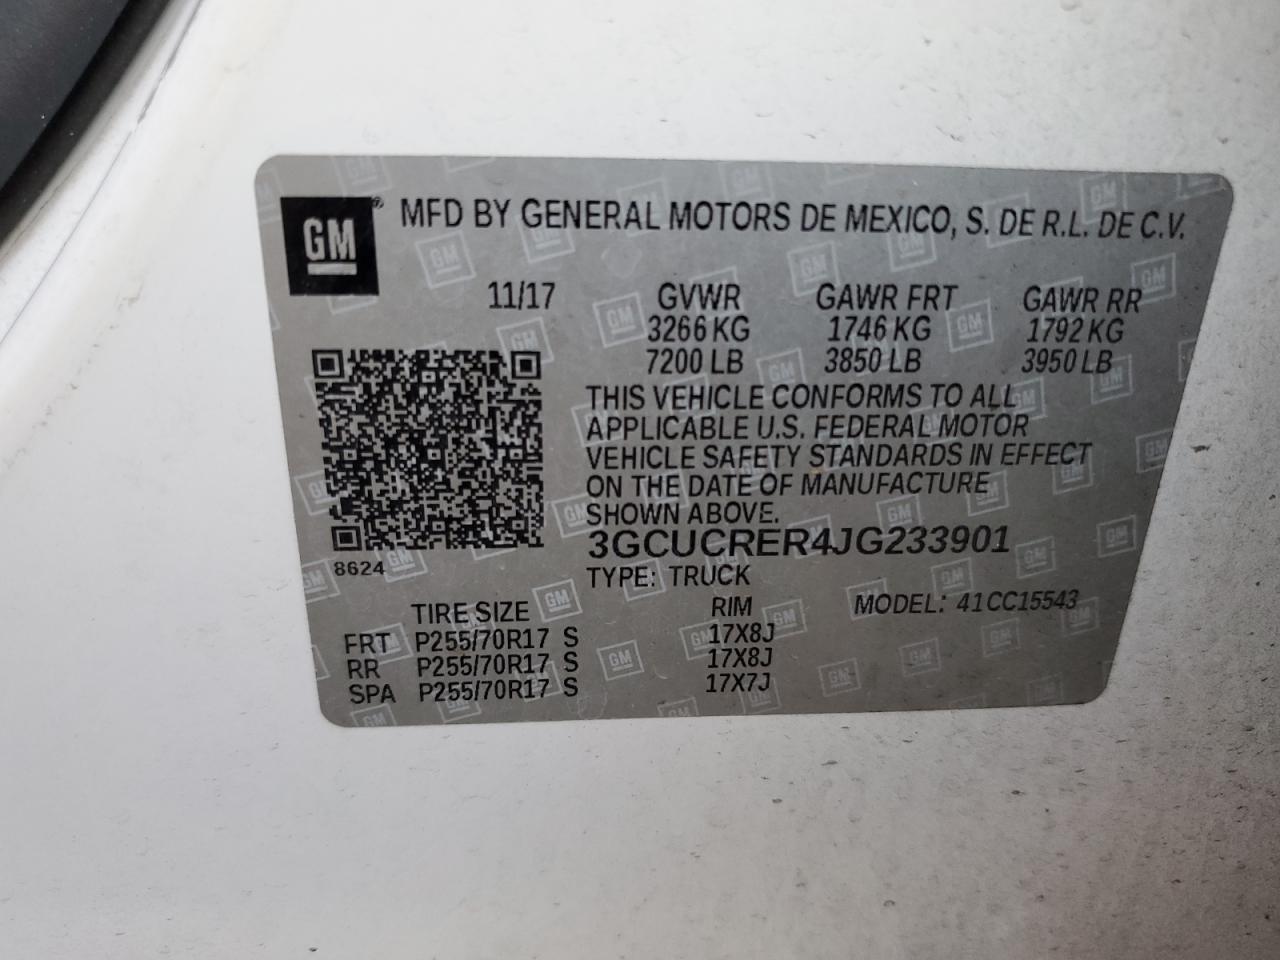 GM® MFD BY GENERAL MOTORS DE MEXICO, S. DE R.L. DE C.V.
11/17 GVWR GAWR FRT GAWR RR
3266 KG 1746 KG 1792 KG
7200 LB 3850 LB 3950 LB
THIS VEHICLE CONFORMS TO ALL
APPLICABLE U.S. FEDERAL MOTOR
VEHICLE SAFETY STANDARDS IN EFFECT
ON THE DATE OF MANUFACTURE
SHOWN ABOVE.
3GCUCRER4JG233901
8624 TYPE: TRUCK
TIRE SIZE RIM MODEL: 41CC15543
FRT P255/70R17 S 17X8J
RR P255/70R17 S 17X8J
SPA P255/70R17 S 17X7J